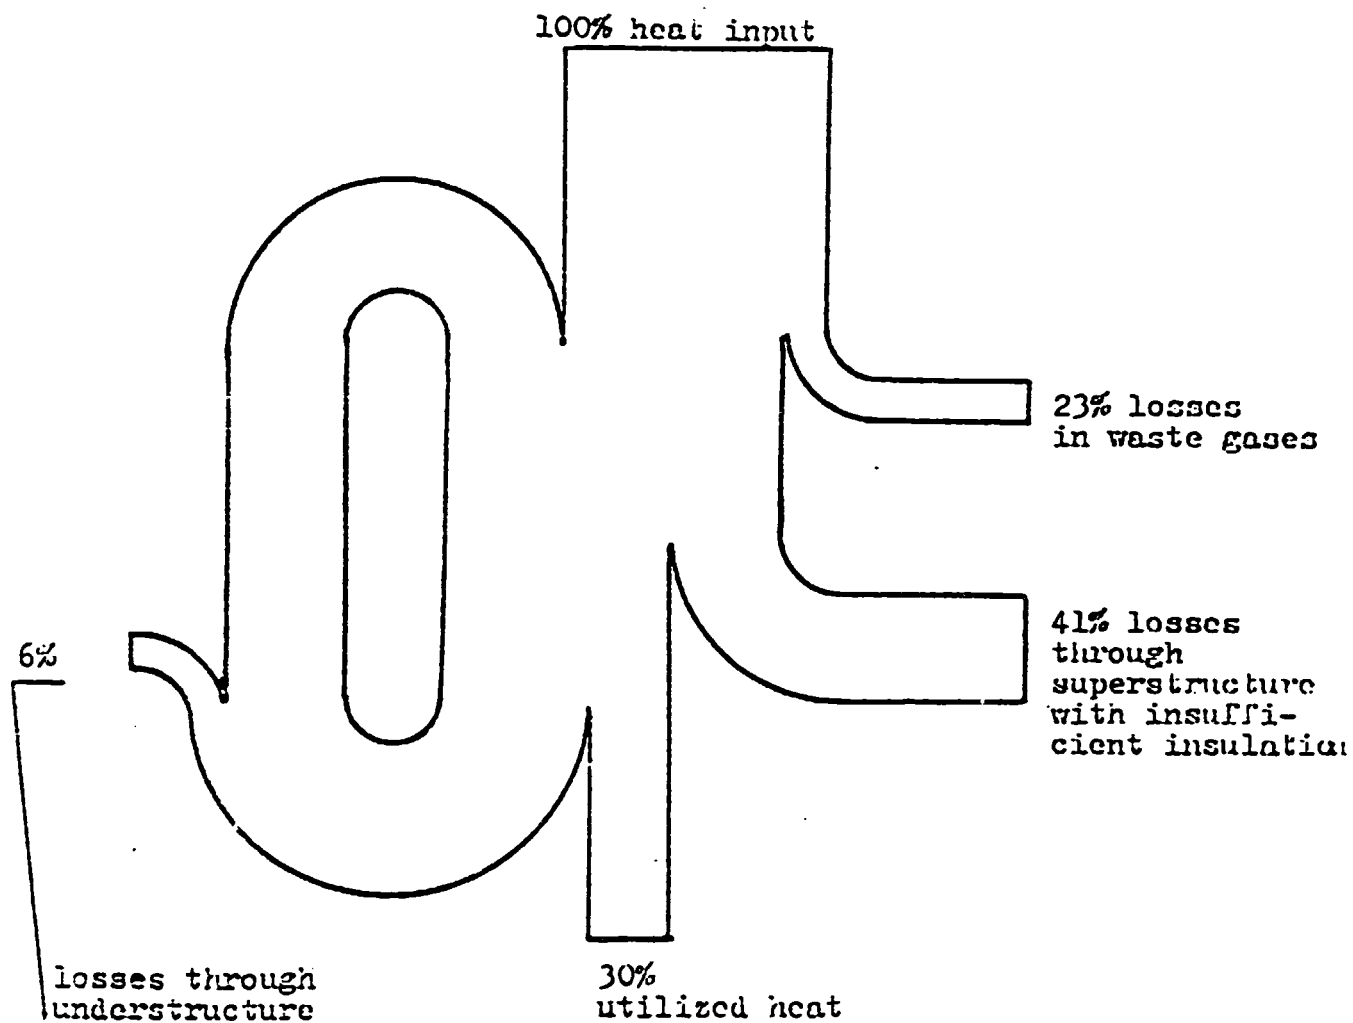 100% heat input
23% losses
in waste gases
41% losses
through
superstructure
with insuffi-
cient insulation
6%
losses through
understructure
30%
utilized heat